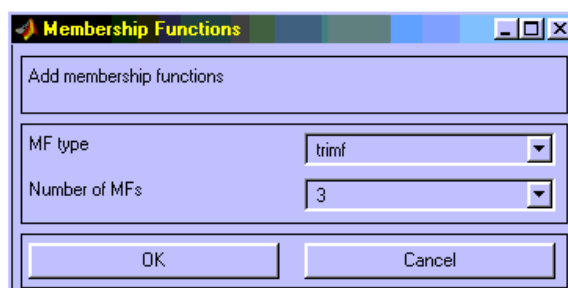 Membership Functions
Add membership functions
MF type
trimf
Number of MFs
3
OK
Cancel